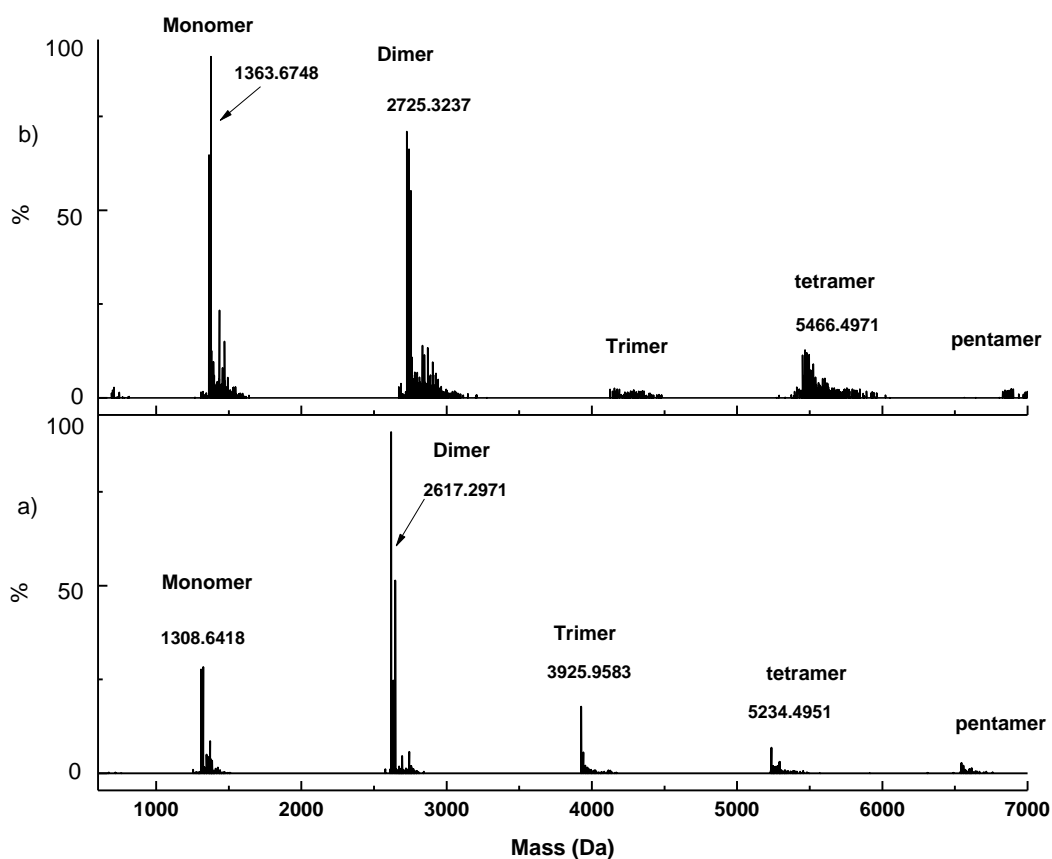 Monomer
100
1363.6748
Dimer
2725.3237
b)
50
%
tetramer
5466.4971
Trimer
pentamer
0
100
Dimer
2617.2971
a)
50
%
Monomer
1308.6418
Trimer
3925.9583
tetramer
5234.4951
pentamer
0
1000 2000 3000 4000 5000 6000 7000
Mass (Da)